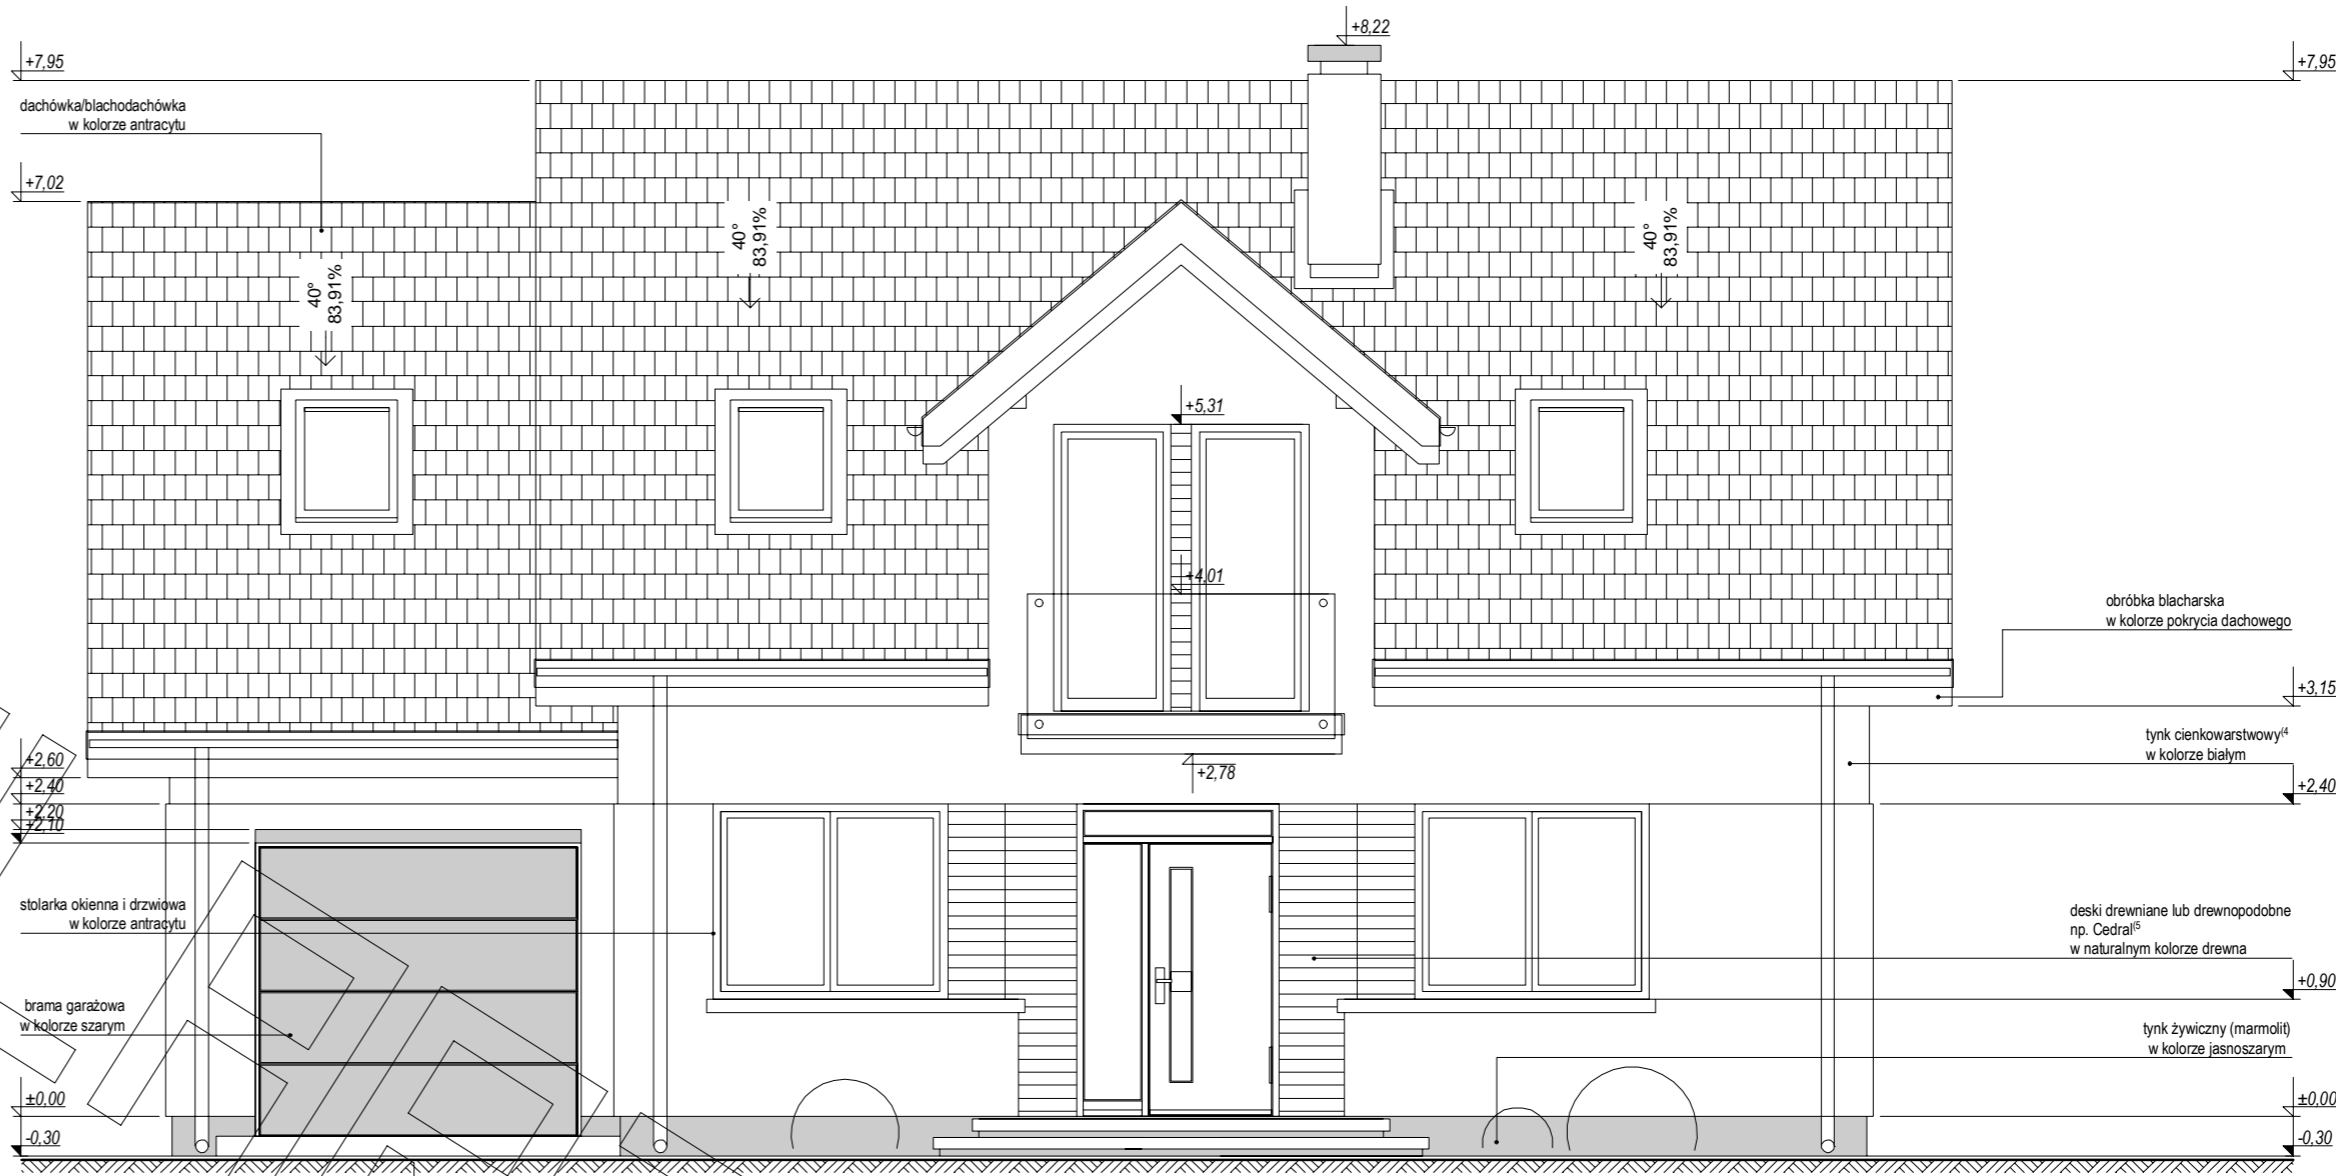 +8,22
+7,95
+7,95
dachówka/blachodachówka
w kolorze antracytu
+7,02
40°
83,91%
40°
83,91%
40°
83,91%
+5,31
+4,01
obróbka blacharska
w kolorze pokrycia dachowego
+3,15
tynk cienkowarstwowy⁽⁴
w kolorze białym
+2,60
+2,78
+2,40
+2,40
+2,20
+2,10
stolarka okienna i drzwiowa
w kolorze antracytu
deski drewniane lub drewnopodobne
np. Cedral⁽⁵
w naturalnym kolorze drewna
+0,90
brama garażowa
w kolorze szarym
tynk żywiczny (marmolit)
w kolorze jasnoszarym
±0,00
±0,00
-0,30
-0,30